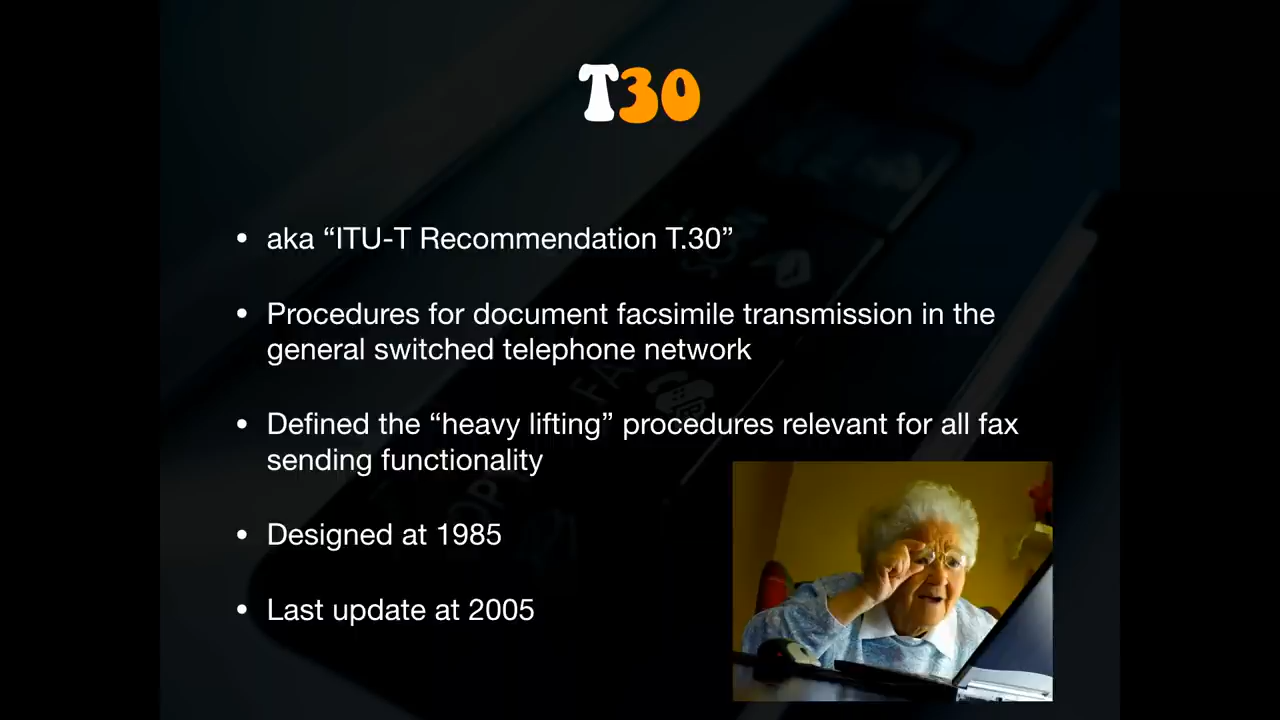 T30
• aka “ITU-T Recommendation T.30”
• Procedures for document facsimile transmission in the
general switched telephone network
• Defined the “heavy lifting” procedures relevant for all fax
sending functionality
• Designed at 1985
• Last update at 2005